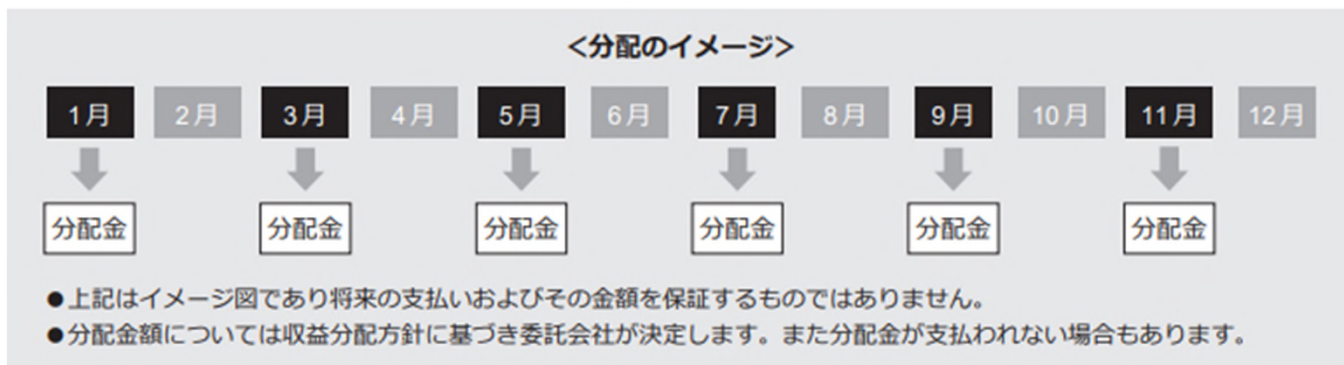 <分配のイメージ>
1月 2月 3月 4月 5月 6月 7月 8月 9月 10月 11月 12月
分配金 分配金 分配金 分配金 分配金 分配金
●上記はイメージ図であり将来の支払いおよびその金額を保証するものではありません。
●分配金額については収益分配方針に基づき委託会社が決定します。また分配金が支払われない場合もあります。